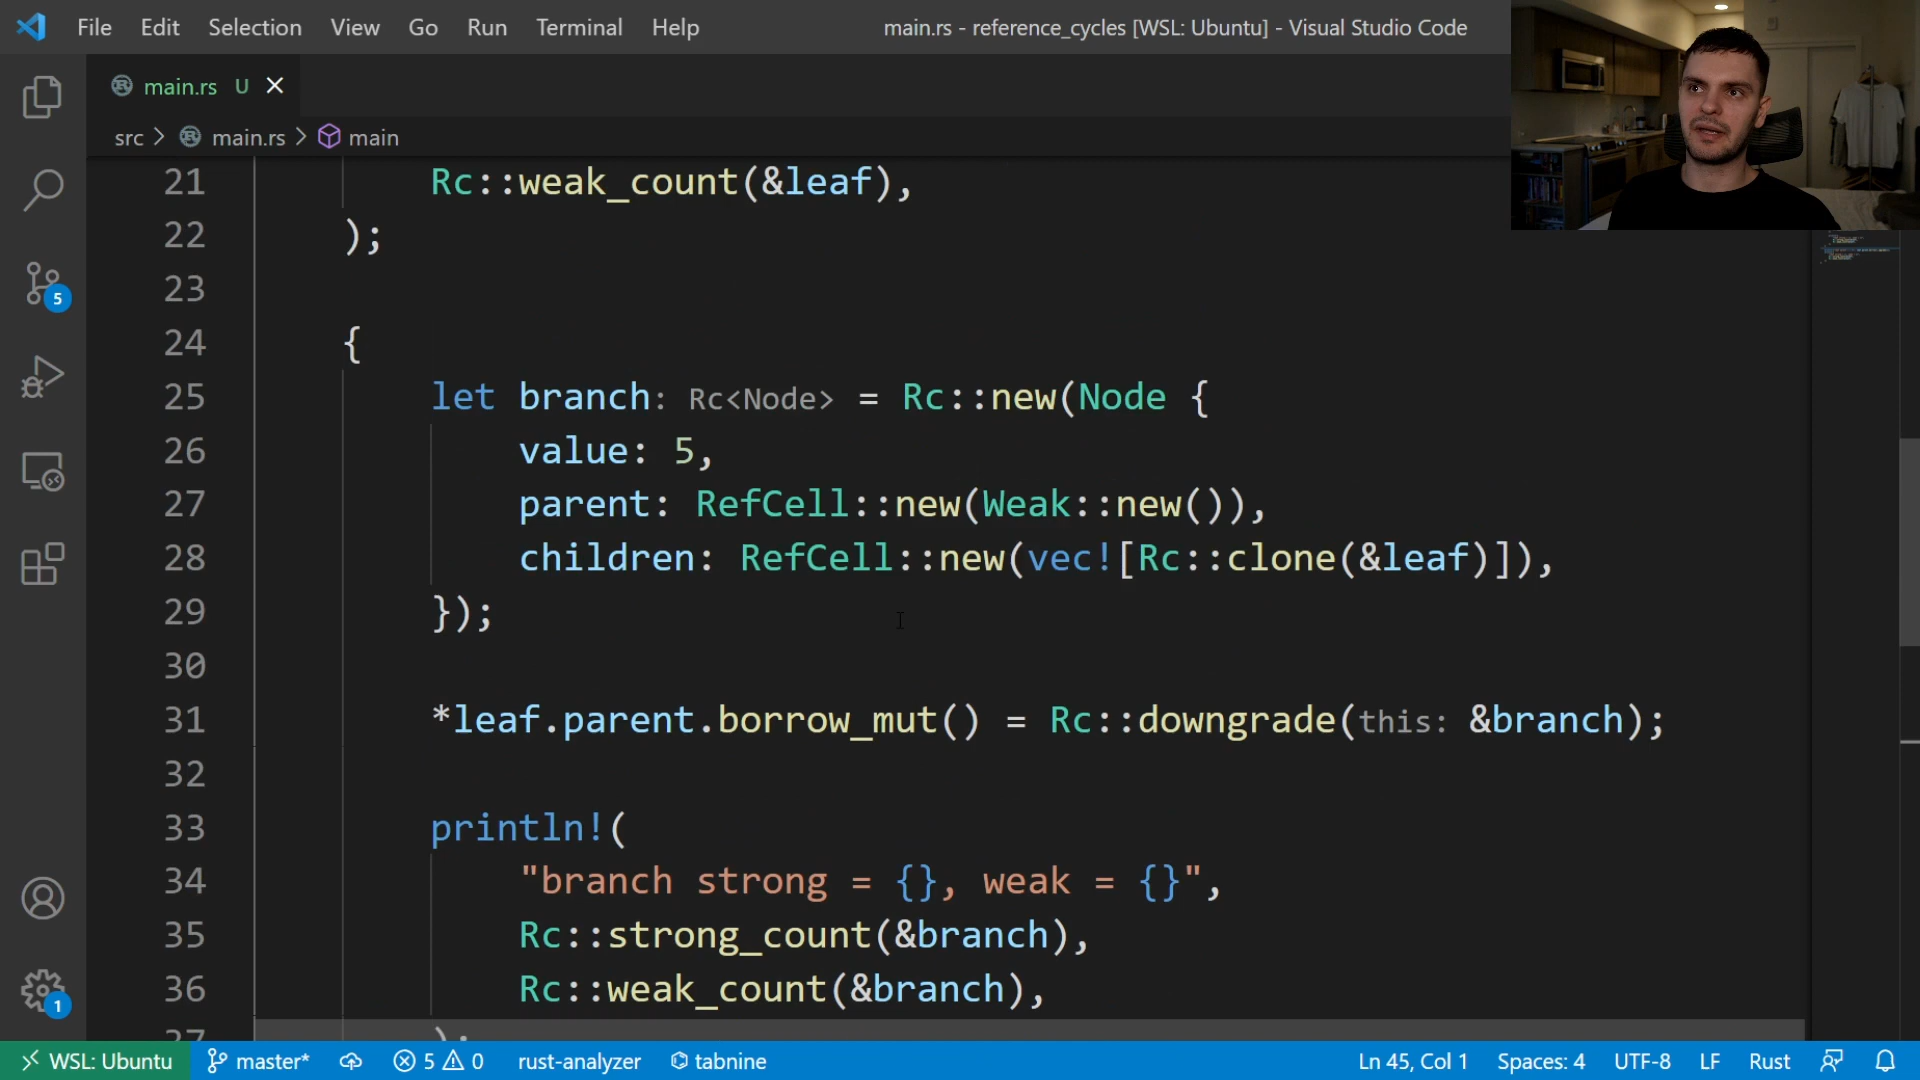 File Edit Selection View Go Run Terminal Help
main.rs - reference_cycles [WSL: Ubuntu] - Visual Studio Code
main.rs U
src > main.rs > main
21 Rc::weak_count(&leaf),
22 );
23
24 {
25 let branch: Rc<Node> = Rc::new(Node {
26 value: 5,
27 parent: RefCell::new(Weak::new()),
28 children: RefCell::new(vec![Rc::clone(&leaf)]),
29 });
30
31 *leaf.parent.borrow_mut() = Rc::downgrade(this: &branch);
32
33 println!(
34 "branch strong = {}, weak = {}",
35 Rc::strong_count(&branch),
36 Rc::weak_count(&branch),
37 );
5
1
WSL: Ubuntu master* 5 0 rust-analyzer tabnine Ln 45, Col 1 Spaces: 4 UTF-8 LF Rust